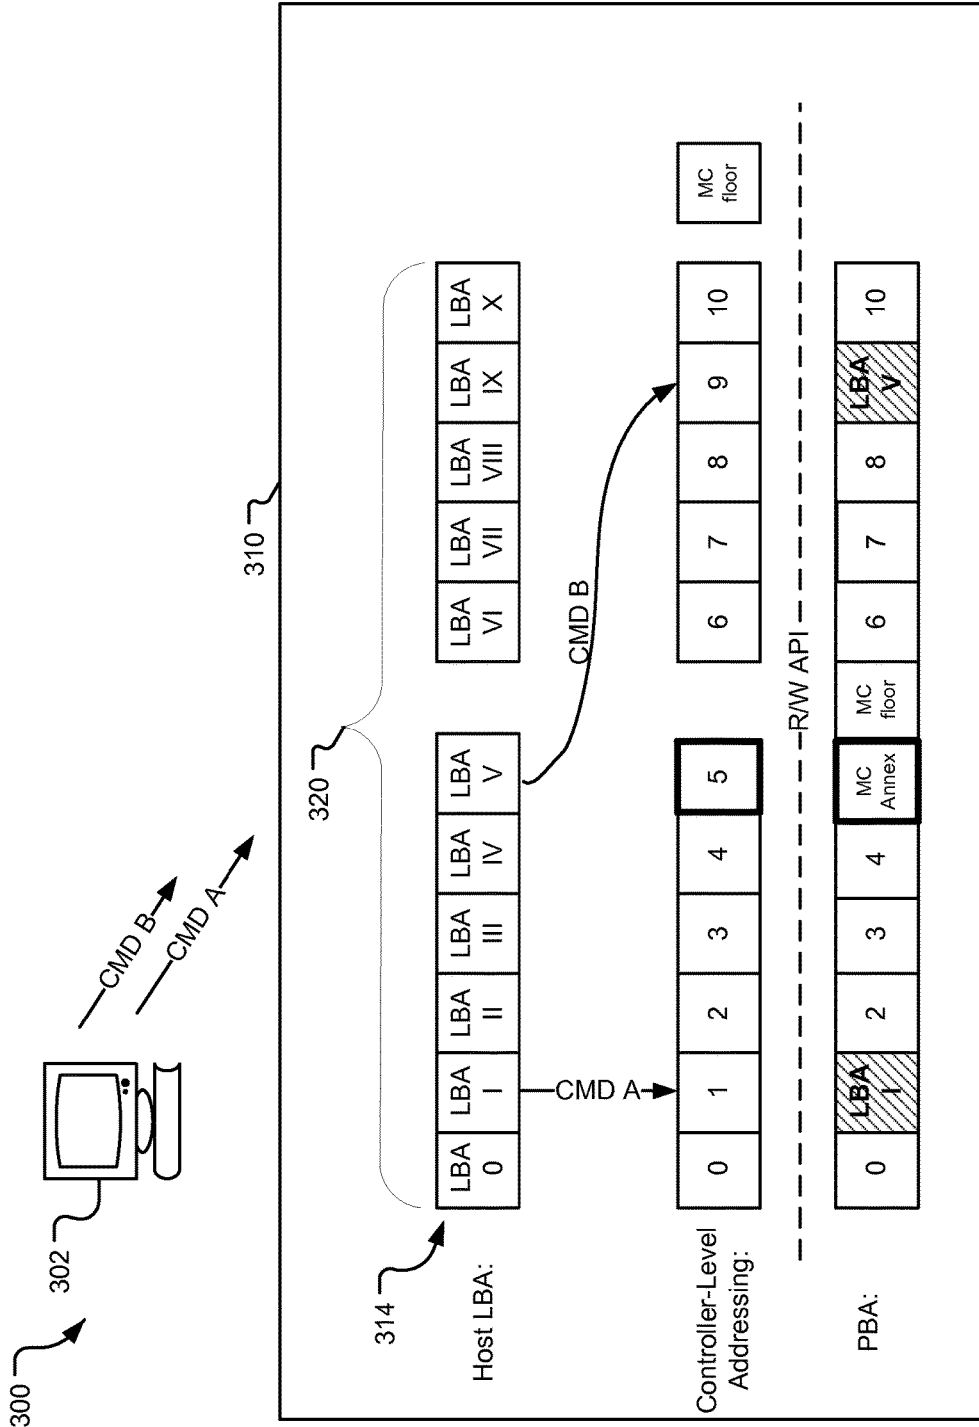 300
302
CMD B
CMD A
310
320
314
Host LBA:
LBA
0
LBA
I
LBA
II
LBA
III
LBA
IV
LBA
V
LBA
VI
LBA
VII
LBA
VIII
LBA
IX
LBA
X
CMD A
CMD B
Controller-Level
Addressing:
0
1
2
3
4
5
6
7
8
9
10
MC
floor
R/W API
PBA:
0
LBA
I
2
3
4
MC
Annex
MC
floor
6
7
8
LBA
V
10